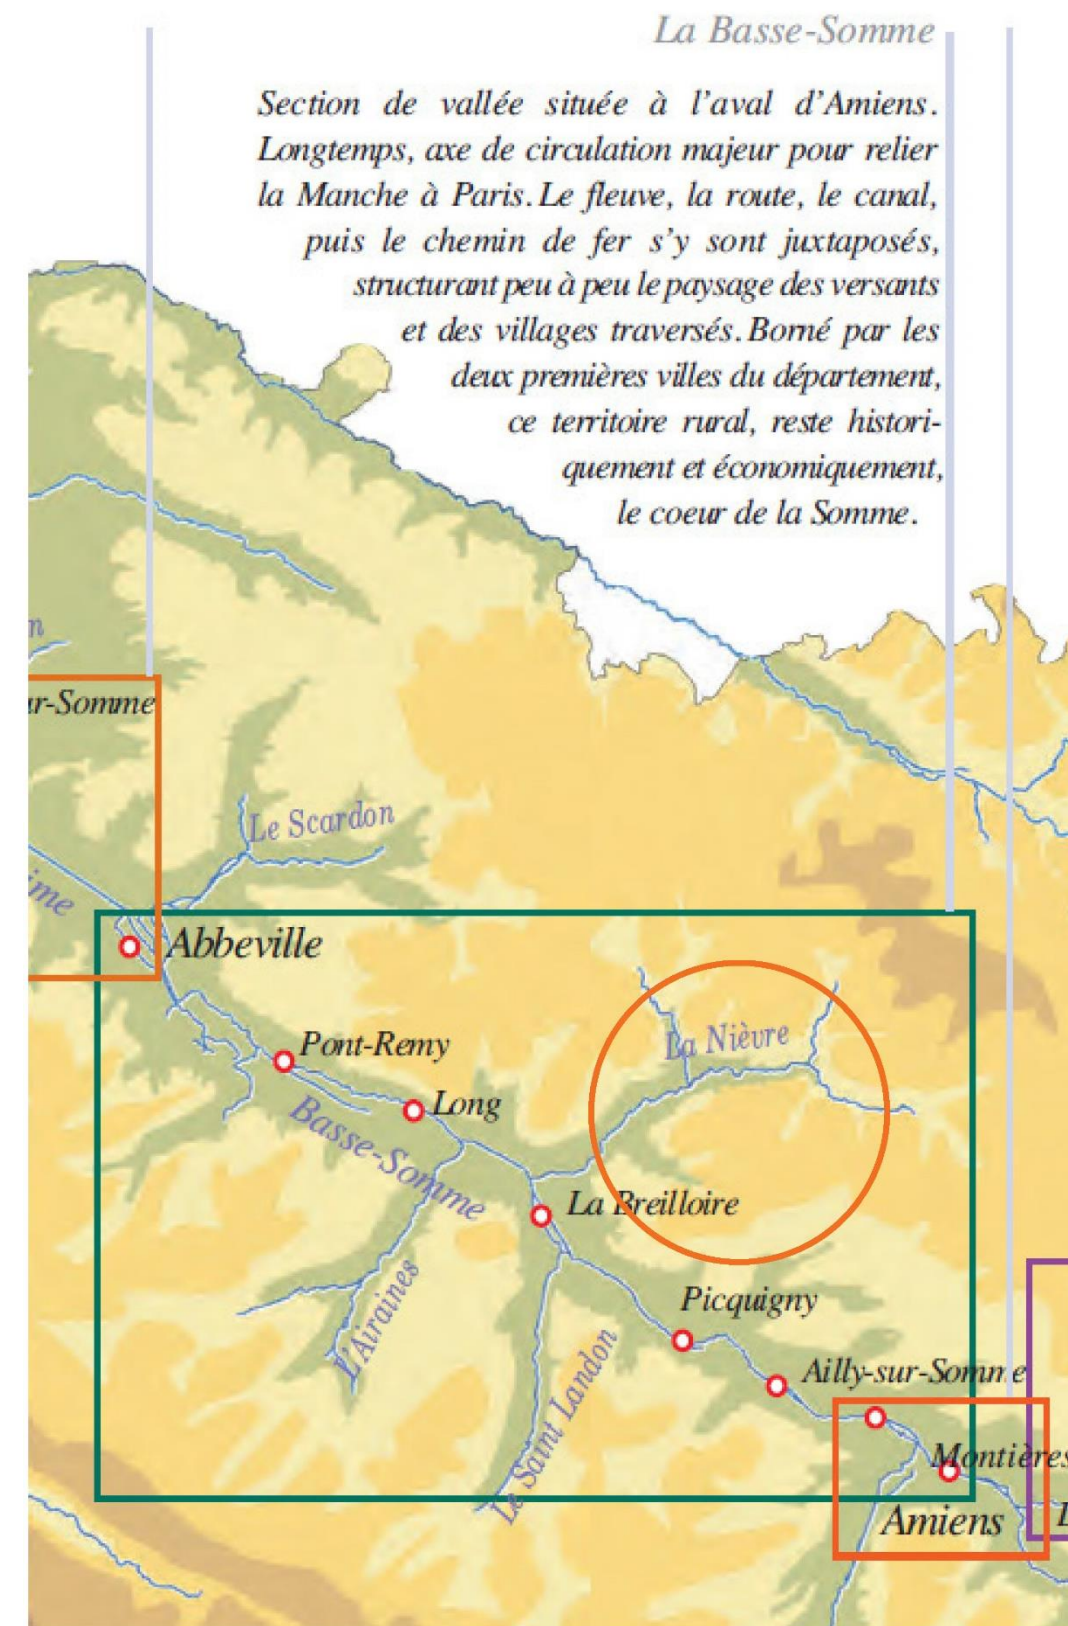 La Basse-Somme
Section de vallée située à l'aval d'Amiens.
Longtemps, axe de circulation majeur pour relier
la Manche à Paris. Le fleuve, la route, le canal,
puis le chemin de fer s'y sont juxtaposés,
structurant peu à peu le paysage des versants
et des villages traversés. Borné par les
deux premières villes du département,
ce territoire rural, reste histori-
quement et économiquement,
le coeur de la Somme.
n
ur-Somme
Le Scardon
ime
Abbeville
La Nièvre
Pont-Remy
Long
Basse-Somme
La Breilloire
L'Airaines
Picquigny
Le Saint Landon
Ailly-sur-Somme
Montières
Amiens
L